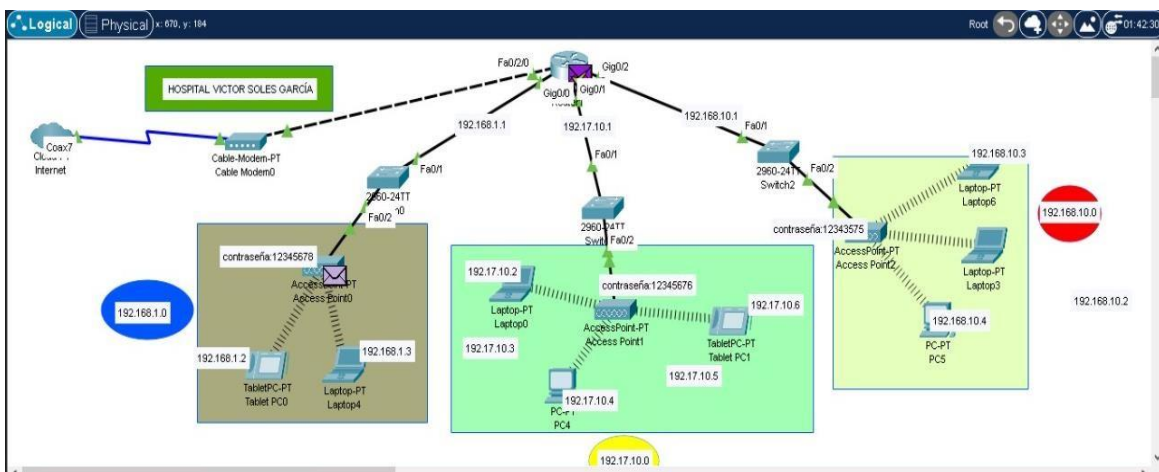 Logical
Physical
x: 670, y: 184
Root
01:42:30
HOSPITAL VICTOR SOLES GARCÍA
Fa0/2/0
Gig0/2
Gig0/0
Gig0/1
192.168.1.1
192.17.10.1
192.168.10.1
Coax7
Internet
Cable-Modem-PT
Cable Modem0
Fa0/1
2960-24TT
Fa0/2
Fa0/1
2960-24TT
Fa0/2
Fa0/1
2960-24TT
Switch2
Fa0/2
192.168.10.3
Laptop-PT
Laptop6
192.168.10.0
contraseña:12345678
AccessPoint-PT
Access Point0
192.168.1.0
192.168.1.2
192.168.1.3
TabletPC-PT
Tablet PC0
Laptop-PT
Laptop4
192.17.10.2
contraseña:12345676
Laptop-PT
Laptop0
AccessPoint-PT
Access Point1
192.17.10.6
TabletPC-PT
Tablet PC1
192.17.10.3
192.17.10.5
192.17.10.4
PC-PT
PC4
192.17.10.0
contraseña:12343575
AccessPoint-PT
Access Point2
Laptop-PT
Laptop3
192.168.10.2
192.168.10.4
PC-PT
PC5